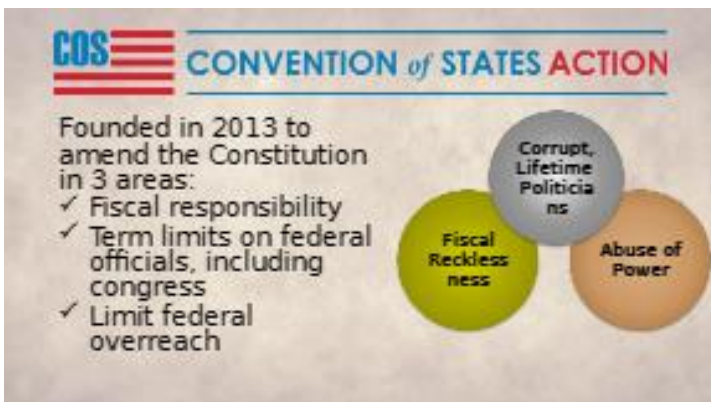 COS
CONVENTION of STATES ACTION
Founded in 2013 to
amend the Constitution
in 3 areas:
✓ Fiscal responsibility
✓ Term limits on federal
officials, including
congress
✓ Limit federal
overreach
Corrupt,
Lifetime
Politicia
ns
Fiscal
Reckless
ness
Abuse of
Power